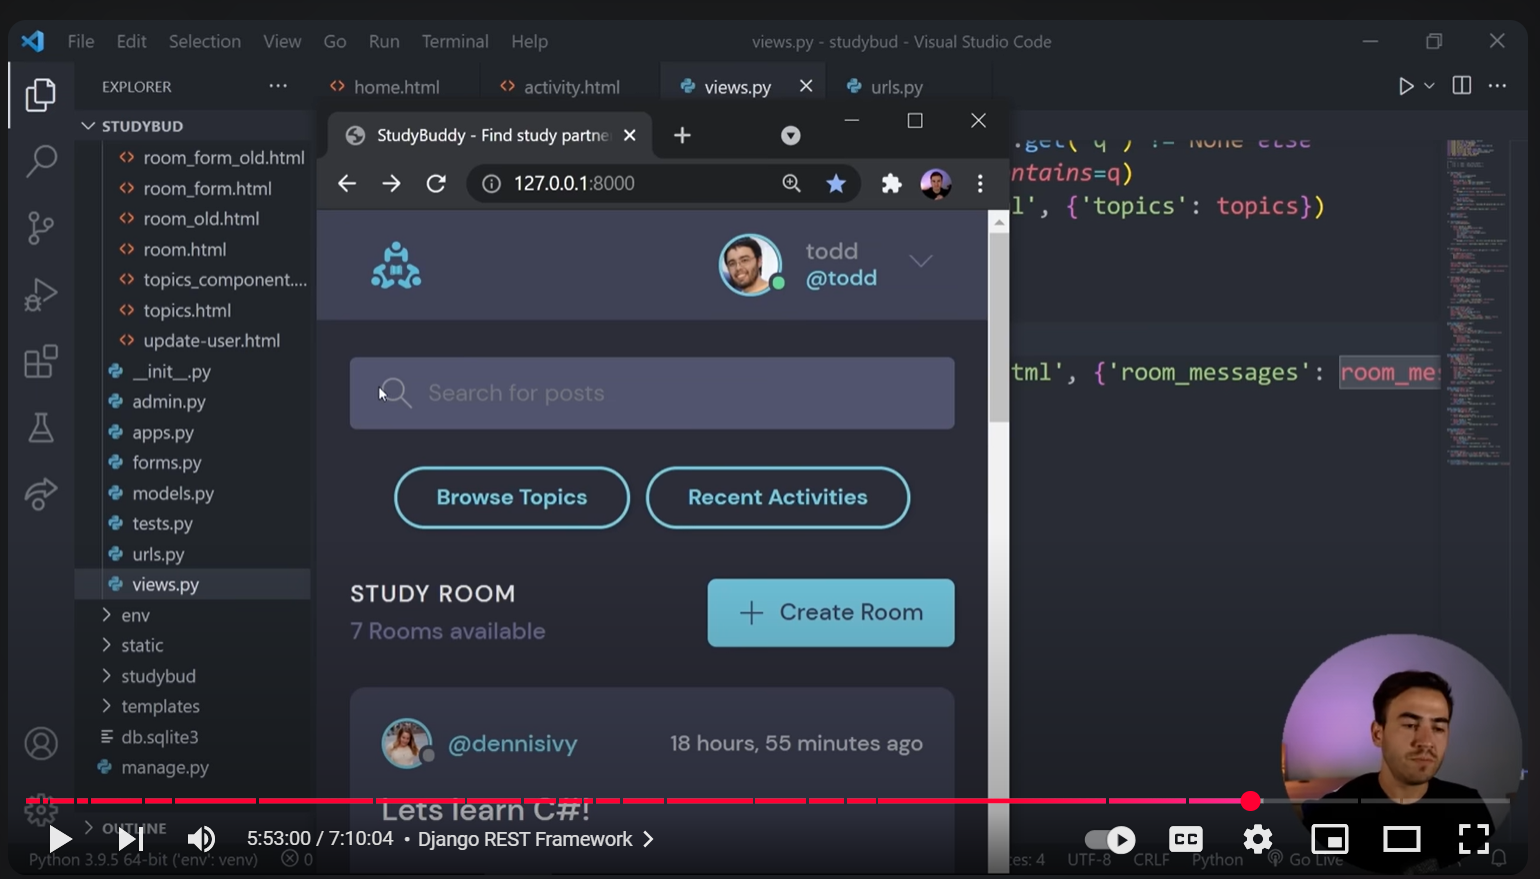 File Edit Selection View Go Run Terminal Help
views.py - studybud - Visual Studio Code
EXPLORER
home.html
activity.html
views.py
urls.py
STUDYBUD
room_form_old.html
room_form.html
room_old.html
room.html
topics_component....
topics.html
update-user.html
__init__.py
admin.py
apps.py
forms.py
models.py
tests.py
urls.py
views.py
env
static
studybud
templates
db.sqlite3
manage.py
OUTLINE
StudyBuddy - Find study partne
127.0.0.1:8000
todd
@todd
Search for posts
Browse Topics
Recent Activities
STUDY ROOM
7 Rooms available
Create Room
@dennisivy
18 hours, 55 minutes ago
Lets learn C#!
.get('q') != None else
ntains=q)
l', {'topics': topics})
tml', {'room_messages': room_mes
5:53:00 / 7:10:04 • Django REST Framework
CC
Python 3.9.5 64-bit ('env': venv) 0
es: 4 UTF-8 CRLF Python Go Live